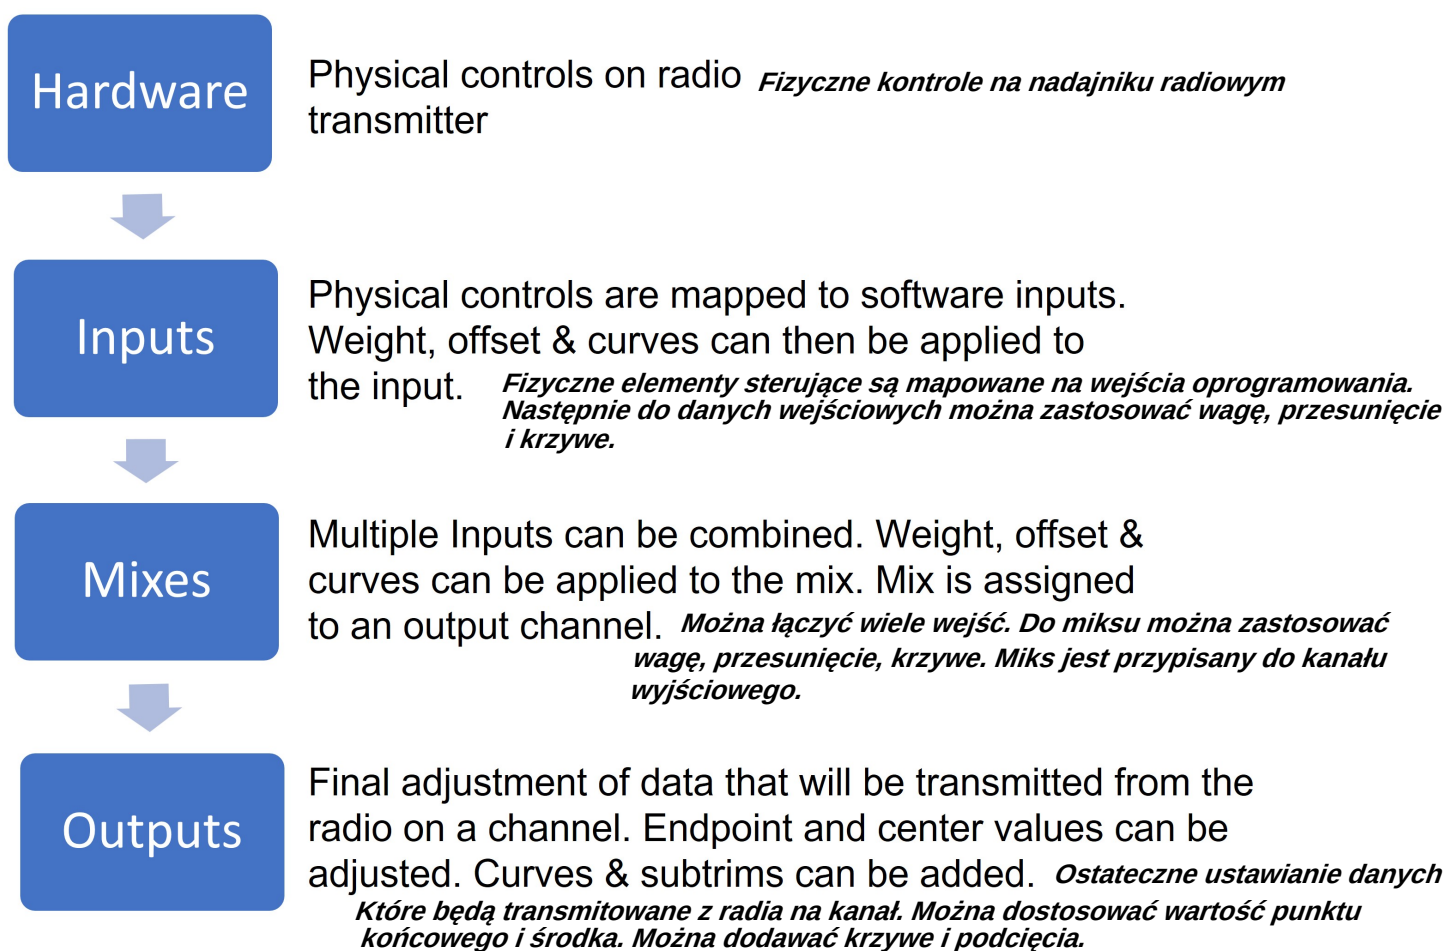 Hardware
Physical controls on radio Fizyczne kontrole na nadajniku radiowym
transmitter
Inputs
Physical controls are mapped to software inputs.
Weight, offset & curves can then be applied to
the input. Fizyczne elementy sterujące są mapowane na wejścia oprogramowania.
Następnie do danych wejściowych można zastosować wagę, przesunięcie
i krzywe.
Mixes
Multiple Inputs can be combined. Weight, offset &
curves can be applied to the mix. Mix is assigned
to an output channel. Można łączyć wiele wejść. Do miksu można zastosować
wagę, przesunięcie, krzywe. Miks jest przypisany do kanału
wyjściowego.
Outputs
Final adjustment of data that will be transmitted from the
radio on a channel. Endpoint and center values can be
adjusted. Curves & subtrims can be added. Ostateczne ustawianie danych
Które będą transmitowane z radia na kanał. Można dostosować wartość punktu
końcowego i środka. Można dodawać krzywe i podcięcia.